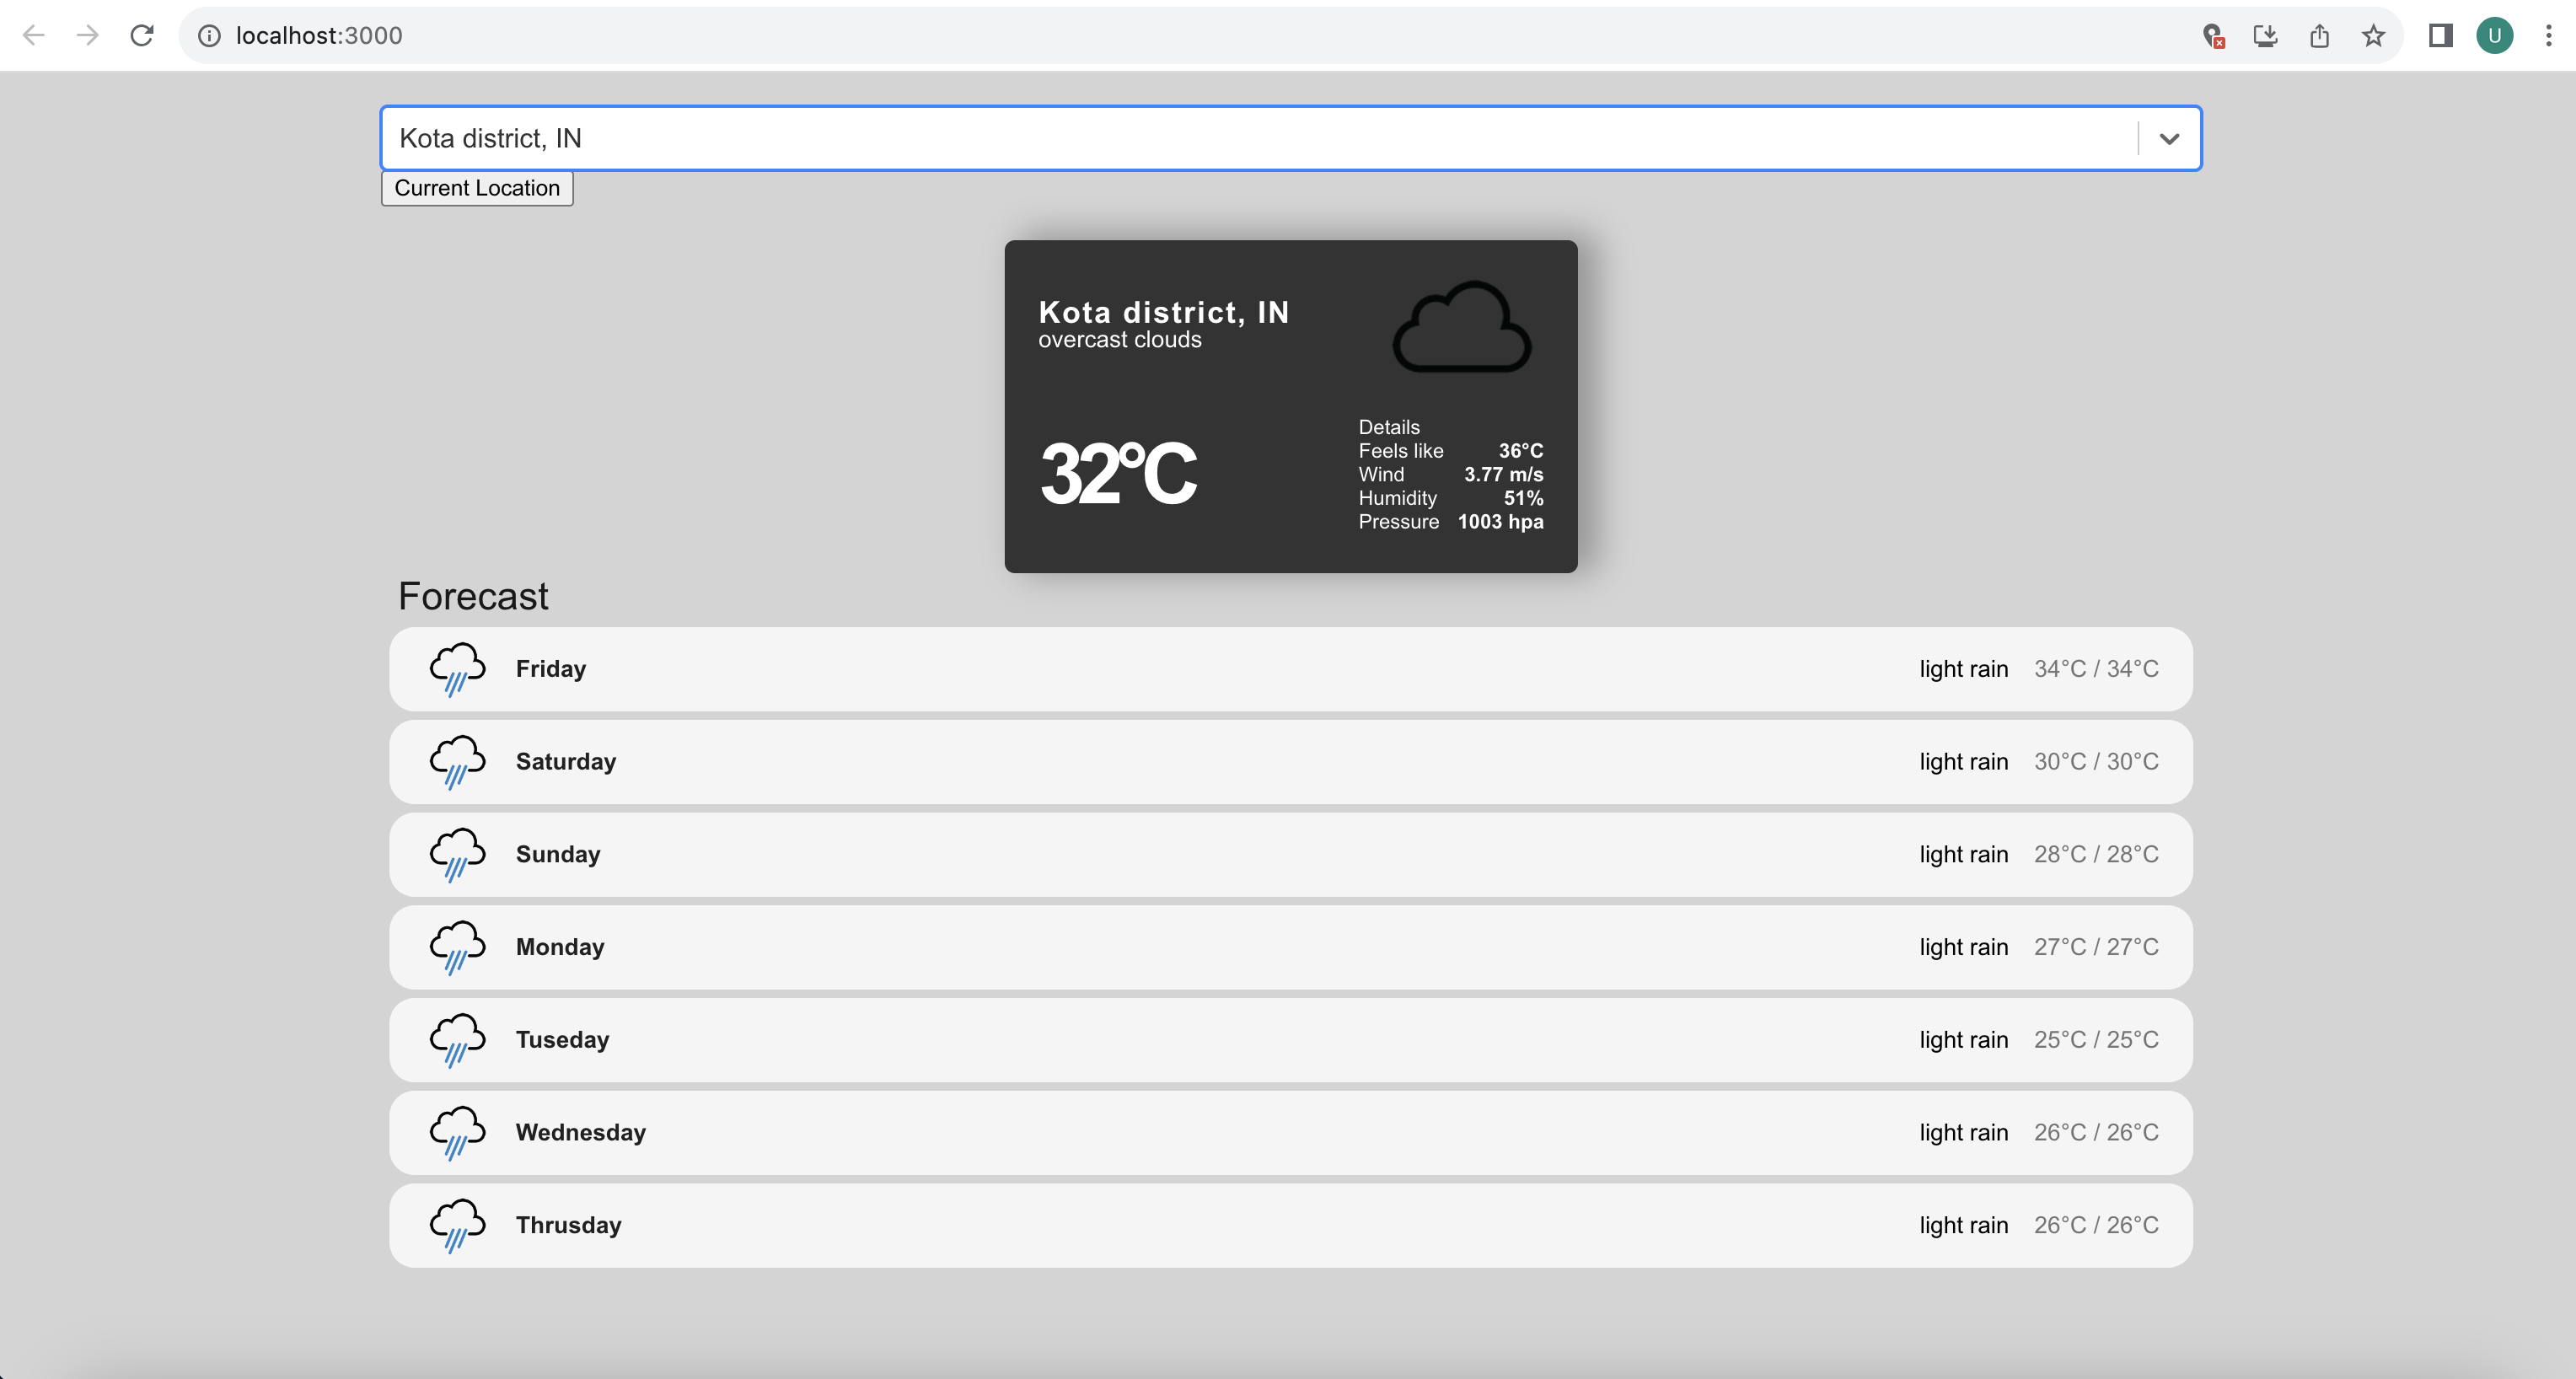 localhost:3000
U
Kota district, IN
Current Location
Kota district, IN
overcast clouds
32°C
Details
Feels like 36°C
Wind 3.77 m/s
Humidity 51%
Pressure 1003 hpa
Forecast
Friday light rain 34°C / 34°C
Saturday light rain 30°C / 30°C
Sunday light rain 28°C / 28°C
Monday light rain 27°C / 27°C
Tuseday light rain 25°C / 25°C
Wednesday light rain 26°C / 26°C
Thrusday light rain 26°C / 26°C